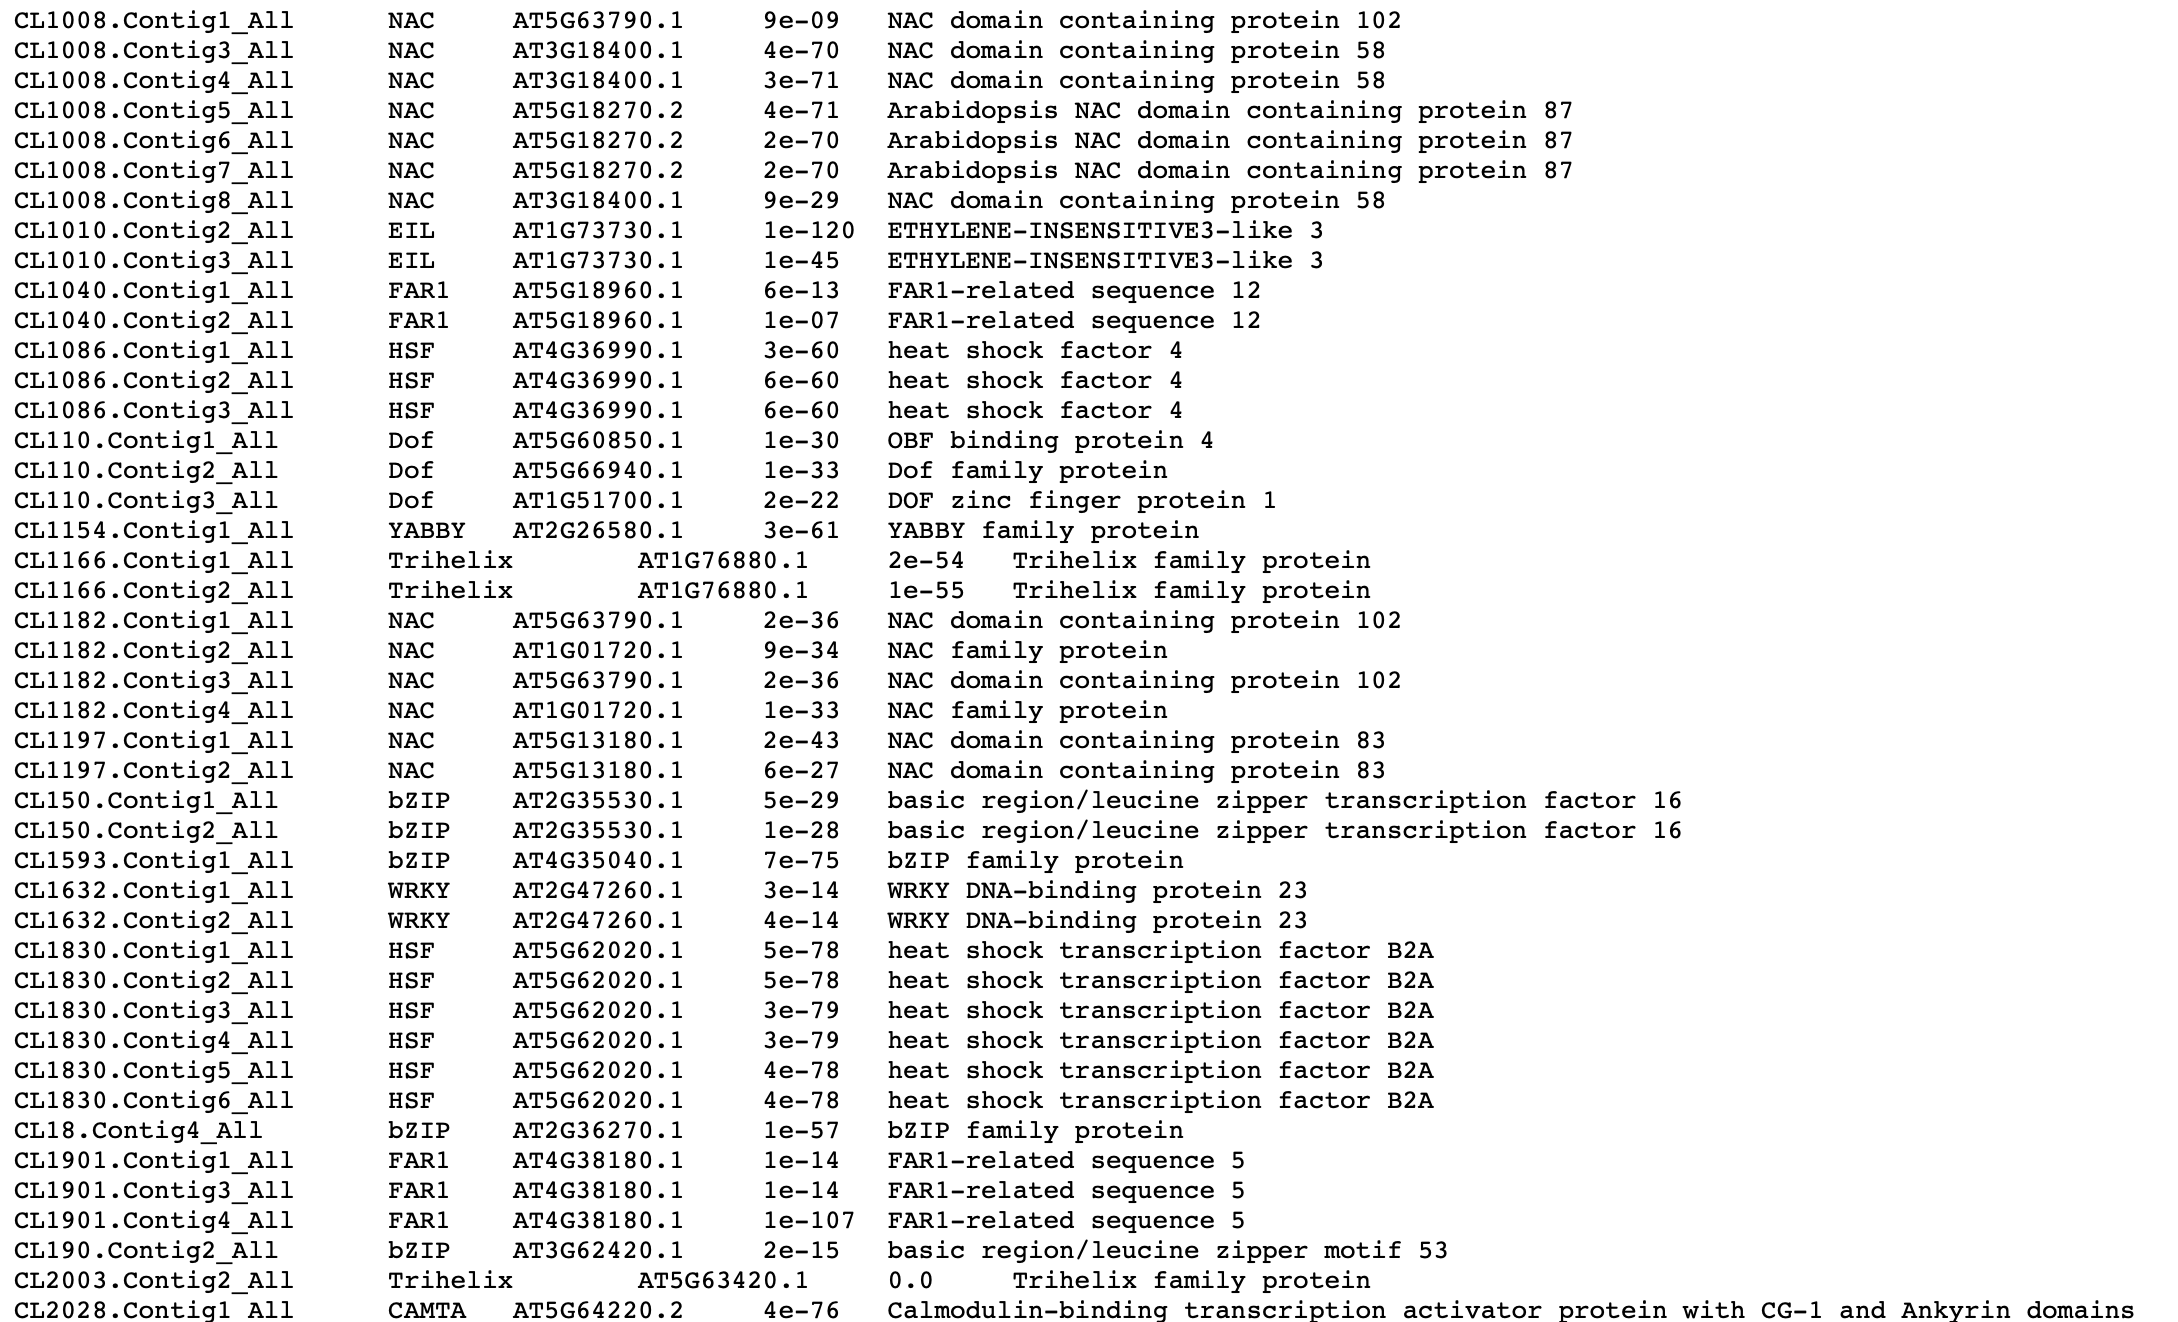 CL1008.Contig1_All NAC AT5G63790.1 9e-09 NAC domain containing protein 102
CL1008.Contig3_All NAC AT3G18400.1 4e-70 NAC domain containing protein 58
CL1008.Contig4_All NAC AT3G18400.1 3e-71 NAC domain containing protein 58
CL1008.Contig5_All NAC AT5G18270.2 4e-71 Arabidopsis NAC domain containing protein 87
CL1008.Contig6_All NAC AT5G18270.2 2e-70 Arabidopsis NAC domain containing protein 87
CL1008.Contig7_All NAC AT5G18270.2 2e-70 Arabidopsis NAC domain containing protein 87
CL1008.Contig8_All NAC AT3G18400.1 9e-29 NAC domain containing protein 58
CL1010.Contig2_All EIL AT1G73730.1 1e-120 ETHYLENE-INSENSITIVE3-like 3
CL1010.Contig3_All EIL AT1G73730.1 1e-45 ETHYLENE-INSENSITIVE3-like 3
CL1040.Contig1_All FAR1 AT5G18960.1 6e-13 FAR1-related sequence 12
CL1040.Contig2_All FAR1 AT5G18960.1 1e-07 FAR1-related sequence 12
CL1086.Contig1_All HSF AT4G36990.1 3e-60 heat shock factor 4
CL1086.Contig2_All HSF AT4G36990.1 6e-60 heat shock factor 4
CL1086.Contig3_All HSF AT4G36990.1 6e-60 heat shock factor 4
CL110.Contig1_All Dof AT5G60850.1 1e-30 OBF binding protein 4
CL110.Contig2_All Dof AT5G66940.1 1e-33 Dof family protein
CL110.Contig3_All Dof AT1G51700.1 2e-22 DOF zinc finger protein 1
CL1154.Contig1_All YABBY AT2G26580.1 3e-61 YABBY family protein
CL1166.Contig1_All Trihelix AT1G76880.1 2e-54 Trihelix family protein
CL1166.Contig2_All Trihelix AT1G76880.1 1e-55 Trihelix family protein
CL1182.Contig1_All NAC AT5G63790.1 2e-36 NAC domain containing protein 102
CL1182.Contig2_All NAC AT1G01720.1 9e-34 NAC family protein
CL1182.Contig3_All NAC AT5G63790.1 2e-36 NAC domain containing protein 102
CL1182.Contig4_All NAC AT1G01720.1 1e-33 NAC family protein
CL1197.Contig1_All NAC AT5G13180.1 2e-43 NAC domain containing protein 83
CL1197.Contig2_All NAC AT5G13180.1 6e-27 NAC domain containing protein 83
CL150.Contig1_All bZIP AT2G35530.1 5e-29 basic region/leucine zipper transcription factor 16
CL150.Contig2_All bZIP AT2G35530.1 1e-28 basic region/leucine zipper transcription factor 16
CL1593.Contig1_All bZIP AT4G35040.1 7e-75 bZIP family protein
CL1632.Contig1_All WRKY AT2G47260.1 3e-14 WRKY DNA-binding protein 23
CL1632.Contig2_All WRKY AT2G47260.1 4e-14 WRKY DNA-binding protein 23
CL1830.Contig1_All HSF AT5G62020.1 5e-78 heat shock transcription factor B2A
CL1830.Contig2_All HSF AT5G62020.1 5e-78 heat shock transcription factor B2A
CL1830.Contig3_All HSF AT5G62020.1 3e-79 heat shock transcription factor B2A
CL1830.Contig4_All HSF AT5G62020.1 3e-79 heat shock transcription factor B2A
CL1830.Contig5_All HSF AT5G62020.1 4e-78 heat shock transcription factor B2A
CL1830.Contig6_All HSF AT5G62020.1 4e-78 heat shock transcription factor B2A
CL18.Contig4_All bZIP AT2G36270.1 1e-57 bZIP family protein
CL1901.Contig1_All FAR1 AT4G38180.1 1e-14 FAR1-related sequence 5
CL1901.Contig3_All FAR1 AT4G38180.1 1e-14 FAR1-related sequence 5
CL1901.Contig4_All FAR1 AT4G38180.1 1e-107 FAR1-related sequence 5
CL190.Contig2_All bZIP AT3G62420.1 2e-15 basic region/leucine zipper motif 53
CL2003.Contig2_All Trihelix AT5G63420.1 0.0 Trihelix family protein
CL2028.Contig1_All CAMTA AT5G64220.2 4e-76 Calmodulin-binding transcription activator protein with CG-1 and Ankyrin domains